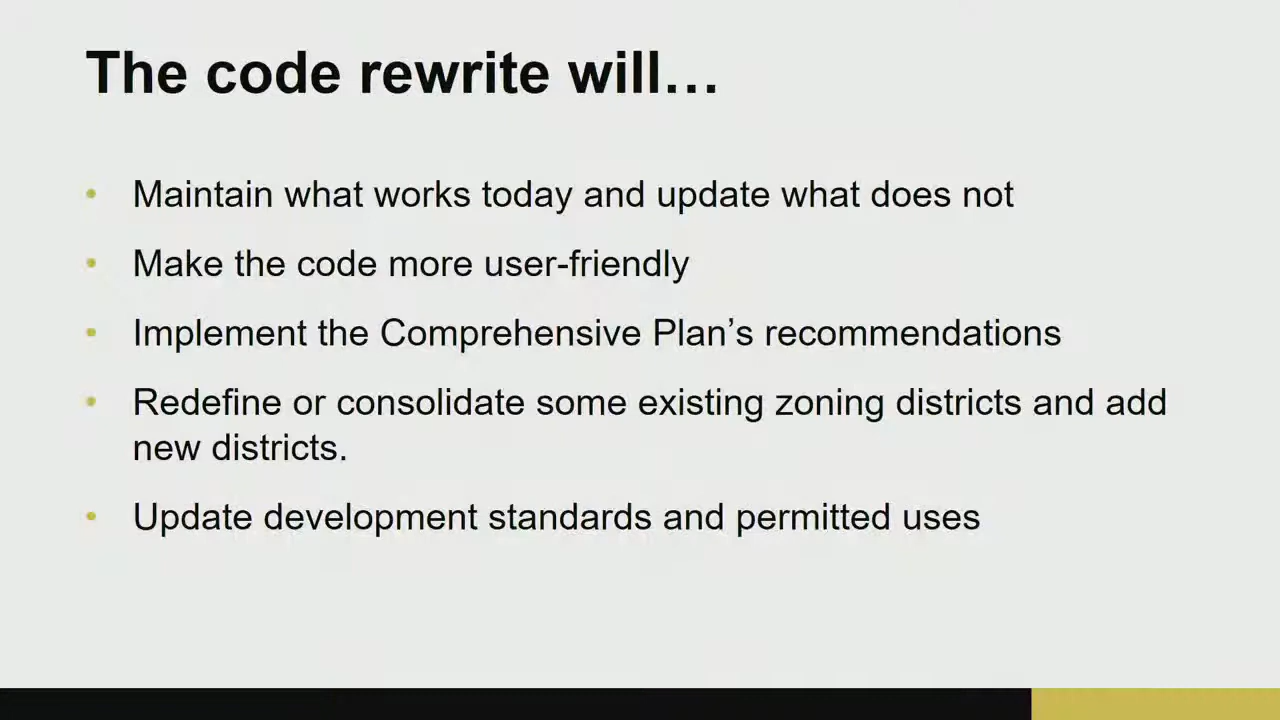 The code rewrite will…
• Maintain what works today and update what does not
• Make the code more user-friendly
• Implement the Comprehensive Plan’s recommendations
• Redefine or consolidate some existing zoning districts and add
new districts.
• Update development standards and permitted uses